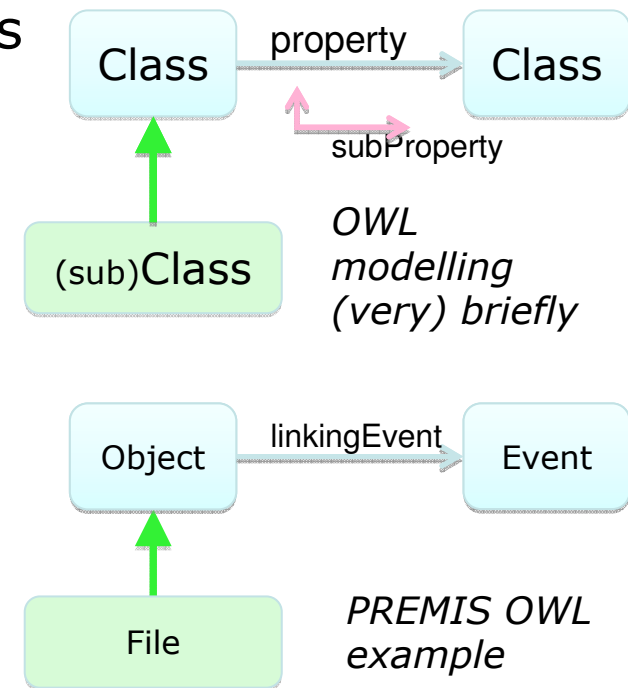 s
Class
property
Class
subProperty
(sub)Class
OWL
modelling
(very) briefly
Object
linkingEvent
Event
File
PREMIS OWL
example